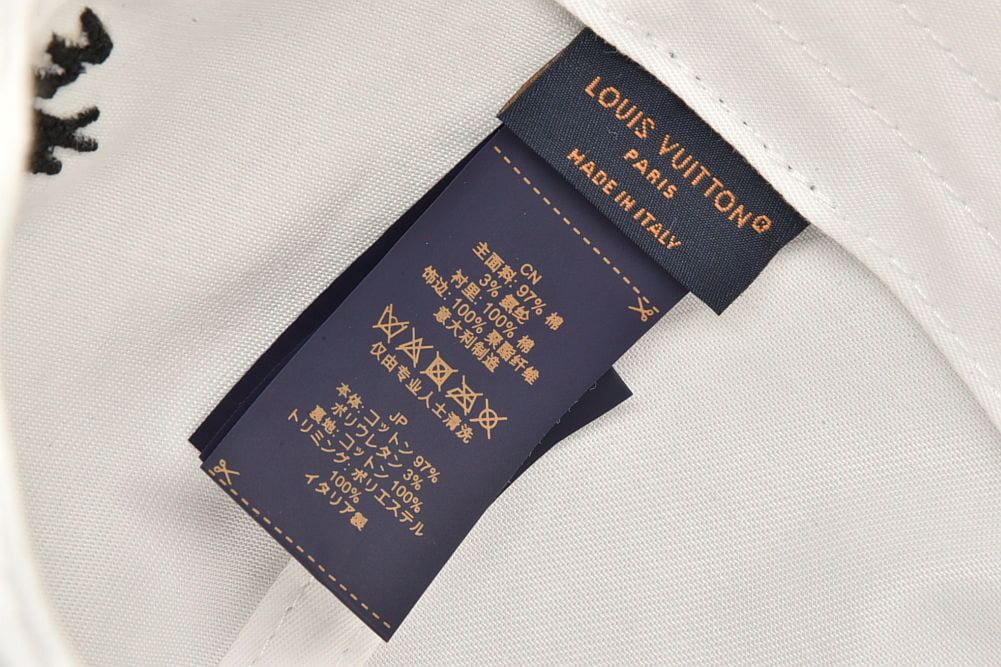 LOUIS VUITTON®
PARIS
MADE IN ITALY
CN
主面料: 97% 棉
3% 氨纶
衬里: 100% 棉
饰边: 100% 聚酯纤维
意大利制造
仅由专业人士清洗
JP
本体: コットン 97%
ポリウレタン 3%
裏地: コットン 100%
トリミング: ポリエステル
100%
イタリア製